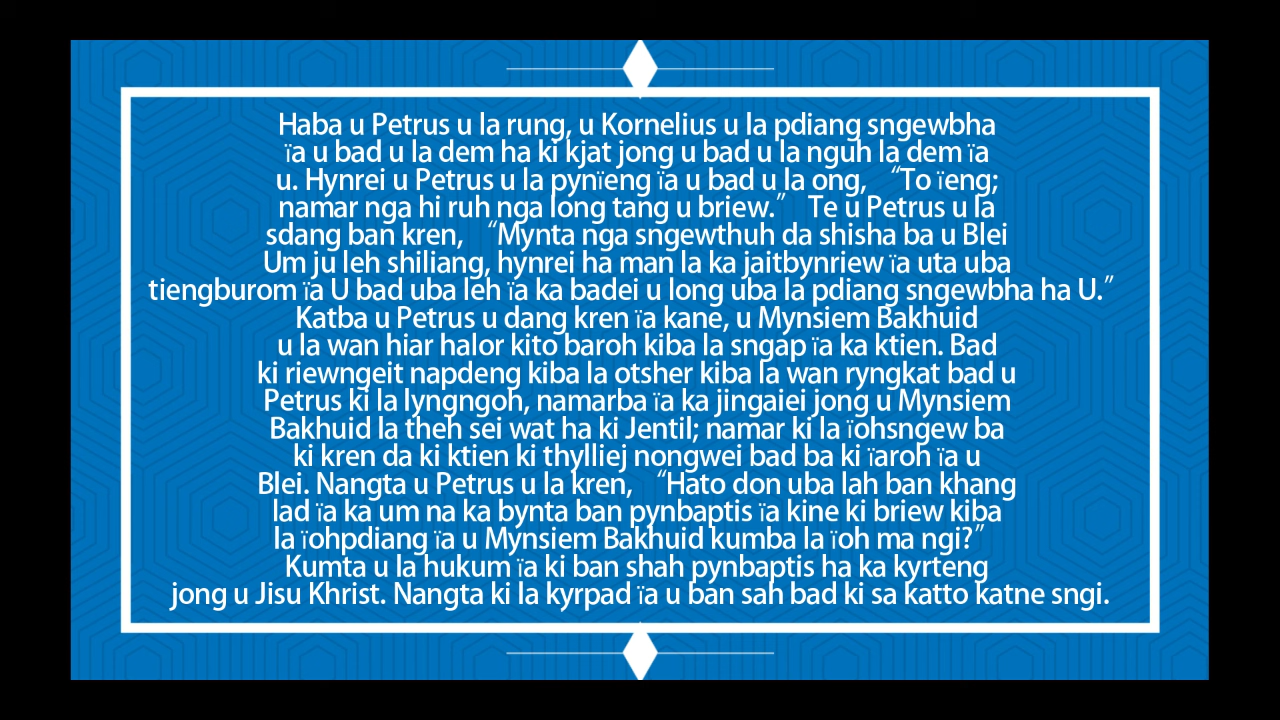 Haba u Petrus u la rung, u Kornelius u la pdiang sngewbha
ïa u bad u la dem ha ki kjat jong u bad u la nguh la dem ïa
u. Hynrei u Petrus u la pynïeng ïa u bad u la ong, “To ïeng;
namar nga hi ruh nga long tang u briew.” Te u Petrus u la
sdang ban kren, “Mynta nga sngewthuh da shisha ba u Blei
Um ju leh shiliang, hynrei ha man la ka jaitbynriew ïa uta uba
tiengburom ïa U bad uba leh ïa ka badei u long uba la pdiang sngewbha ha U.”
Katba u Petrus u dang kren ïa kane, u Mynsiem Bakhuid
u la wan hiar halor kito baroh kiba la sngap ïa ka ktien. Bad
ki riewngeit napdeng kiba la otsher kiba la wan ryngkat bad u
Petrus ki la lyngngoh, namarba ïa ka jingaiei jong u Mynsiem
Bakhuid la theh sei wat ha ki Jentil; namar ki la ïohsngew ba
ki kren da ki ktien ki thylliej nongwei bad ba ki ïaroh ïa u
Blei. Nangta u Petrus u la kren, “Hato don uba lah ban khang
lad ïa ka um na ka bynta ban pynbaptis ïa kine ki briew kiba
la ïohpdiang ïa u Mynsiem Bakhuid kumba la ïoh ma ngi?”
Kumta u la hukum ïa ki ban shah pynbaptis ha ka kyrteng
jong u Jisu Khrist. Nangta ki la kyrpad ïa u ban sah bad ki sa katto katne sngi.